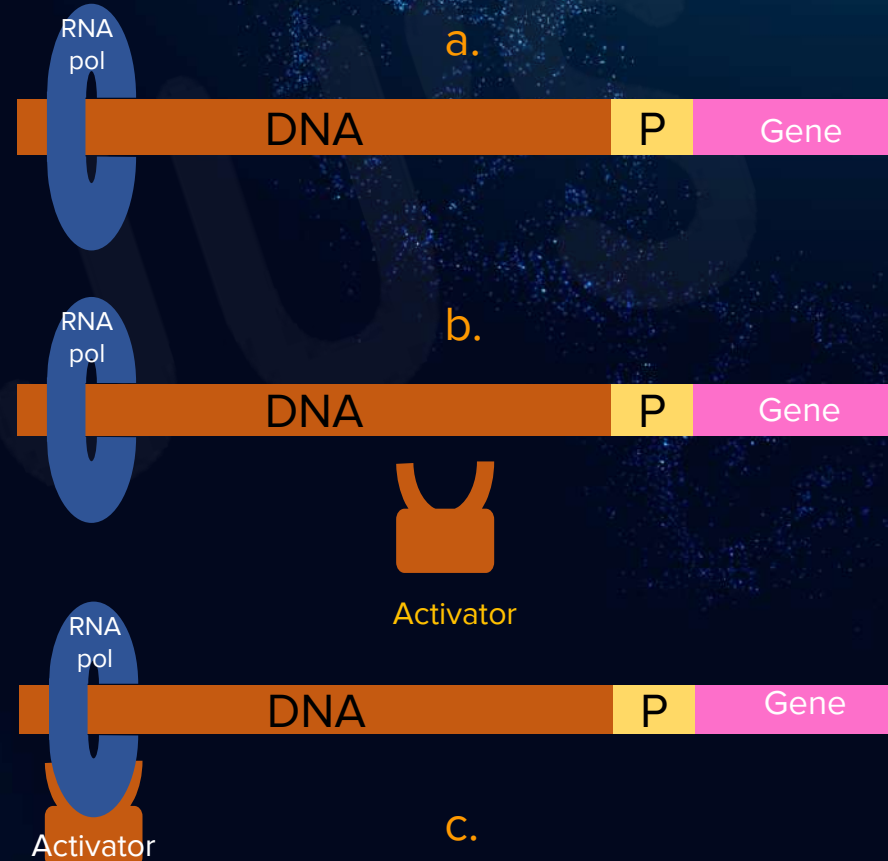 RNA
pol
a.
DNA
P
Gene
RNA
pol
b.
DNA
P
Gene
Activator
RNA
pol
DNA
P
Gene
Activator
c.